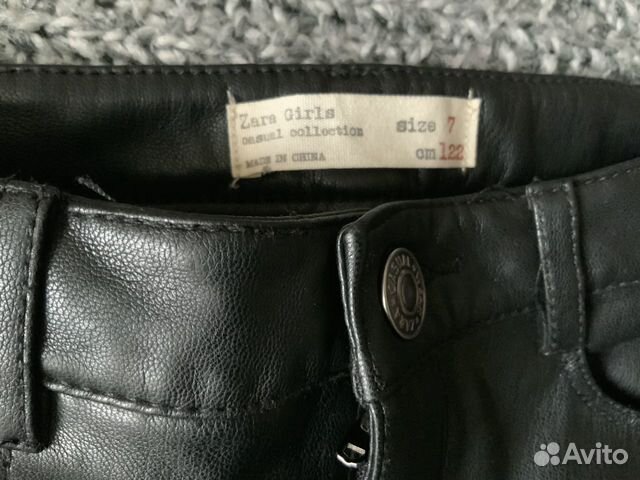 Zara Girls
casual collection
MADE IN CHINA
size 7
cm 122
Avito